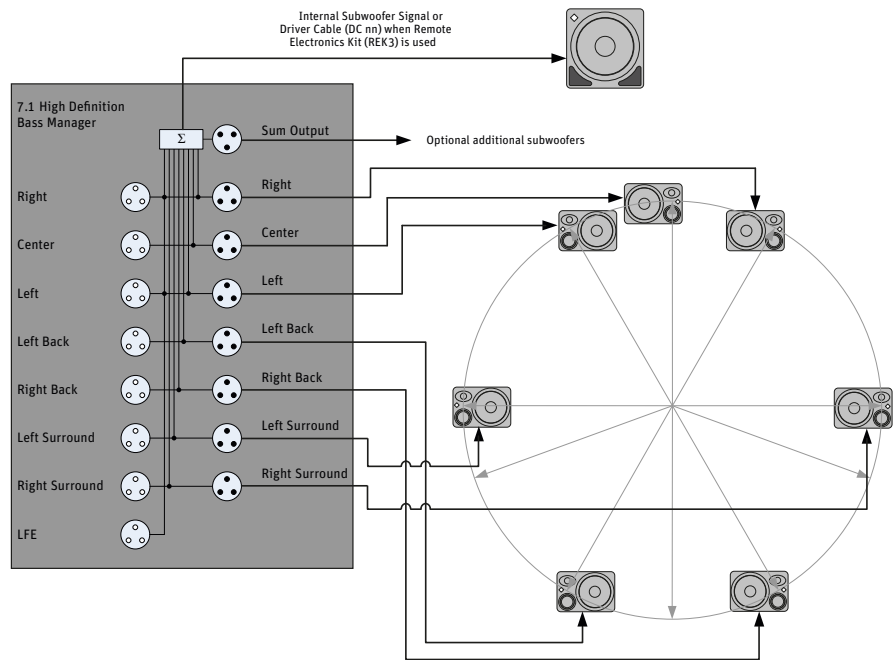 Internal Subwoofer Signal or
Driver Cable (DC nn) when Remote
Electronics Kit (REK3) is used
7.1 High Definition
Bass Manager
Σ
Sum Output
Optional additional subwoofers
Right
Right
Center
Center
Left
Left
Left Back
Left Back
Right Back
Right Back
Left Surround
Left Surround
Right Surround
Right Surround
LFE